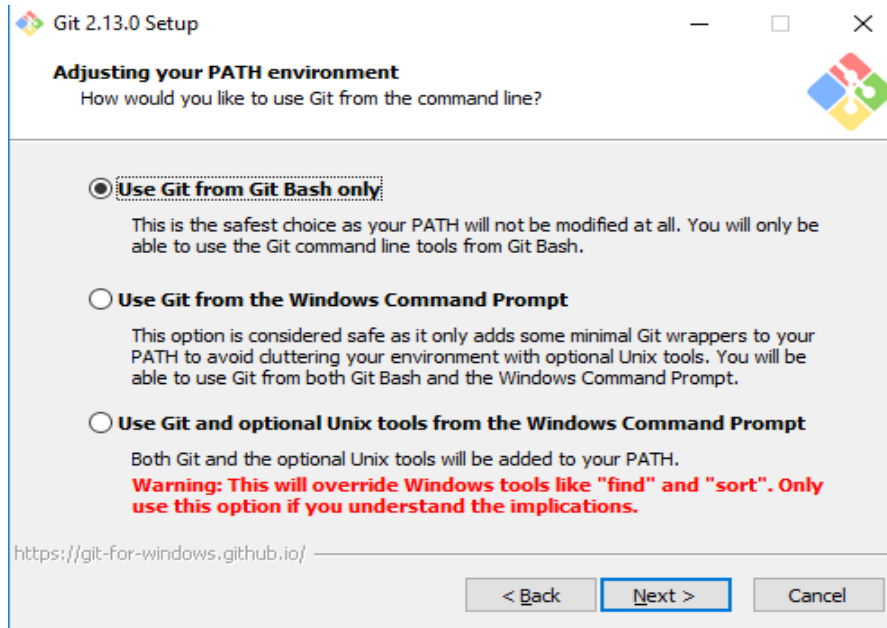 Git 2.13.0 Setup
Adjusting your PATH environment
How would you like to use Git from the command line?
Use Git from Git Bash only
This is the safest choice as your PATH will not be modified at all. You will only be
able to use the Git command line tools from Git Bash.
Use Git from the Windows Command Prompt
This option is considered safe as it only adds some minimal Git wrappers to your
PATH to avoid cluttering your environment with optional Unix tools. You will be
able to use Git from both Git Bash and the Windows Command Prompt.
Use Git and optional Unix tools from the Windows Command Prompt
Both Git and the optional Unix tools will be added to your PATH.
Warning: This will override Windows tools like "find" and "sort". Only
use this option if you understand the implications.
https://git-for-windows.github.io/
< Back Next > Cancel